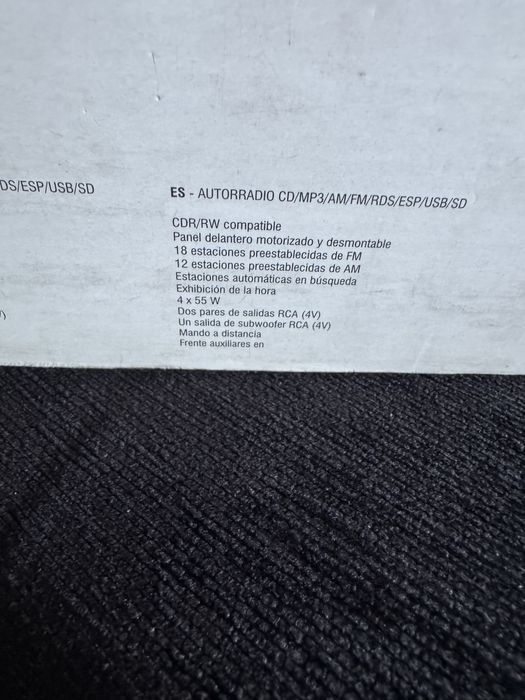 DS/ESP/USB/SD
ES - AUTORRADIO CD/MP3/AM/FM/RDS/ESP/USB/SD
CDR/RW compatible
Panel delantero motorizado y desmontable
18 estaciones preestablecidas de FM
12 estaciones preestablecidas de AM
Estaciones automáticas en búsqueda
Exhibición de la hora
4 x 55 W
Dos pares de salidas RCA (4V)
Un salida de subwoofer RCA (4V)
Mando a distancia
Frente auxiliares en